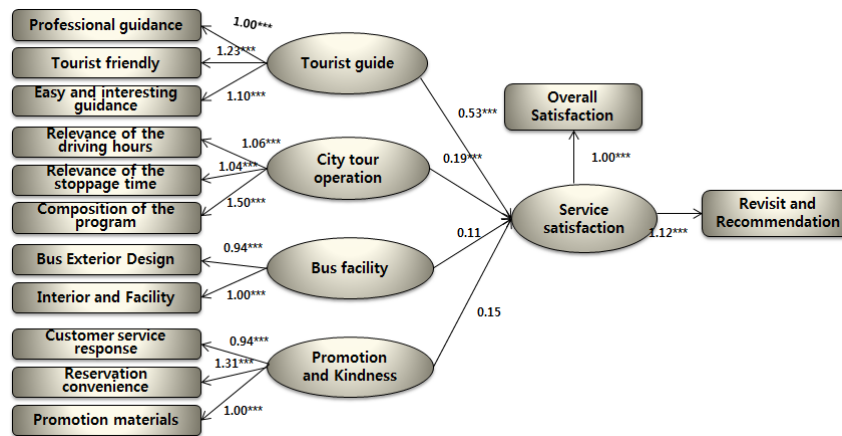 Professional guidance
1.00***
Tourist friendly
1.23***
Tourist guide
Easy and interesting
guidance
1.10***
0.53***
Overall
Satisfaction
Relevance of the
driving hours
1.06***
Relevance of the
stoppage time
1.04***
City tour
operation
0.19***
1.00***
Composition of the
program
1.50***
Service
satisfaction
1.12***
Revisit and
Recommendation
Bus Exterior Design
0.94***
Bus facility
0.11
Interior and Facility
1.00***
0.15
Customer service
response
0.94***
Reservation
convenience
1.31***
Promotion
and Kindness
Promotion materials
1.00***